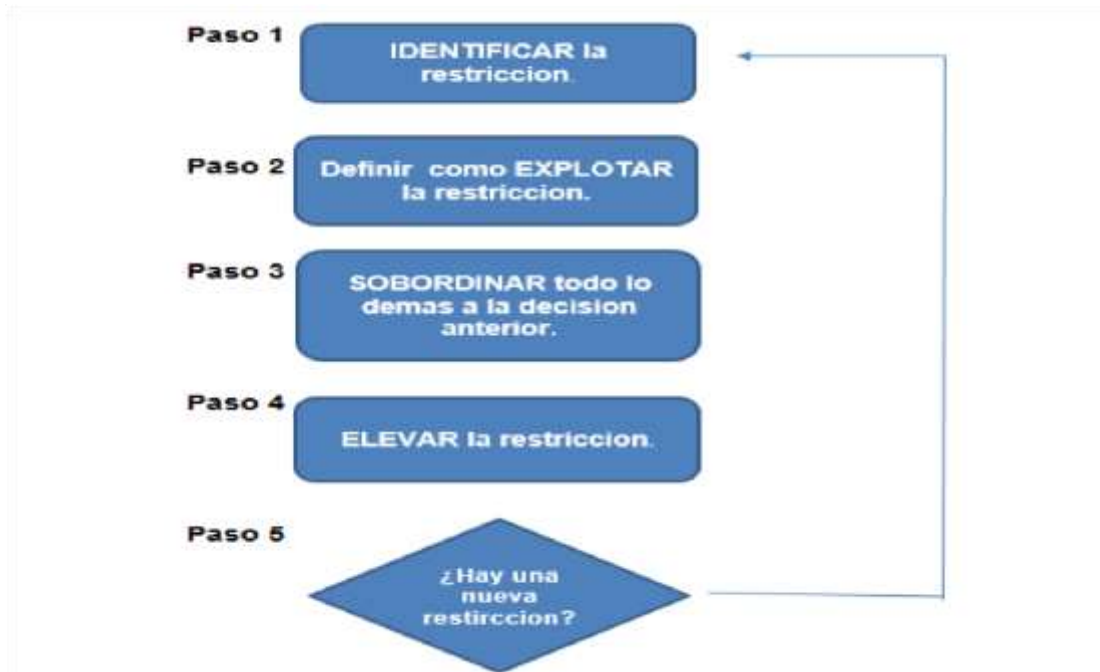 Paso 1
IDENTIFICAR la
restriccion.
Paso 2
Definir como EXPLOTAR
la restriccion.
Paso 3
SOBORDINAR todo lo
demas a la decision
anterior.
Paso 4
ELEVAR la restriccion.
Paso 5
¿Hay una
nueva
restirccion?